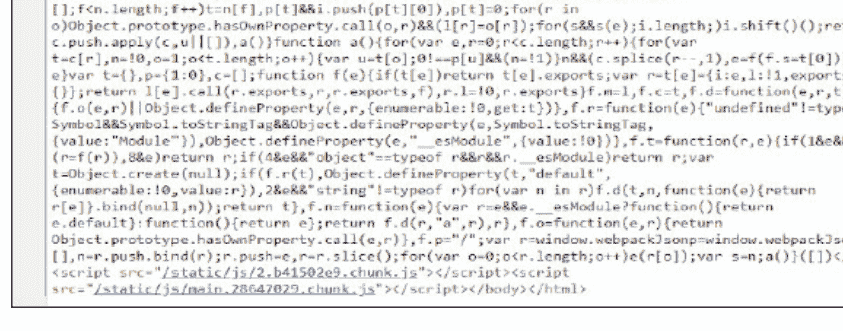 [];f<n.length;f++)t=n[f],p[t]&&i.push(p[t][0]),p[t]=0;for(r in
o)Object.prototype.hasOwnProperty.call(o,r)&&(l[r]=o[r]);for(s&&s(e);i.length;)i.shift()();re
c.push.apply(c,u||[]),a()}function a(){for(var e,r=0;r<c.length;r++){for(var
t=c[r],n=!0,o=1;o<t.length;o++){var u=t[o];0!==p[u]&&(n=!1)}n&&(c.splice(r--,1),e=f(f.s=t[0])
e}var t={},p={1:0},c=[];function f(e){if(t[e])return t[e].exports;var r=t[e]={i:e,l:!1,export
{}};return l[e].call(r.exports,r,r.exports,f),r.l=!0,r.exports}f.m=l,f.c=t,f.d=function(e,r,t
{f.o(e,r)||Object.defineProperty(e,r,{enumerable:!0,get:t})},f.r=function(e){"undefined"!=typ
Symbol&&Symbol.toStringTag&&Object.defineProperty(e,Symbol.toStringTag,
{value:"Module"}),Object.defineProperty(e,"__esModule",{value:!0})},f.t=function(r,e){if(1&e&
(r=f(r)),8&e)return r;if(4&e&&"object"==typeof r&&r&&r.__esModule)return r;var
t=Object.create(null);if(f.r(t),Object.defineProperty(t,"default",
{enumerable:!0,value:r}),2&e&&"string"!=typeof r)for(var n in r)f.d(t,n,function(e){return
r[e]}.bind(null,n));return t},f.n=function(e){var r=e&&e.__esModule?function(){return
e.default}:function(){return e};return f.d(r,"a",r),r},f.o=function(e,r){return
Object.prototype.hasOwnProperty.call(e,r)},f.p="/";var r=window.webpackJsonp=window.webpackJs
[],n=r.push.bind(r);r.push=e,r=r.slice();for(var o=0;o<r.length;o++)e(r[o]);var s=n;a()}([])<
<script src="/static/js/2.b41502e9.chunk.js"></script><script
src="/static/js/main.28647029.chunk.js"></script></body></html>